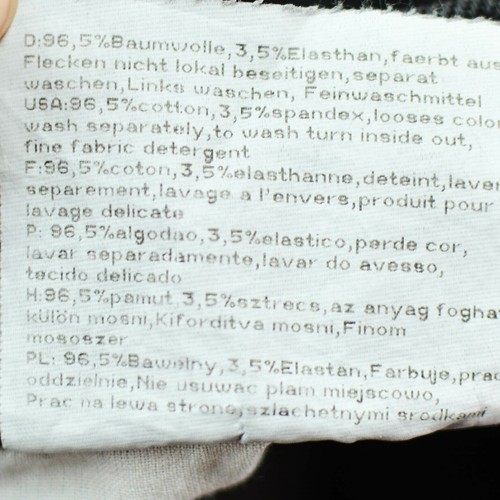 D:96,5%Baumwolle,3,5%Elasthan,faerbt aus
Flecken nicht lokal beseitigen,separat
waschen,Links waschen, Feinwaschmittel
USA:96,5%cotton,3,5%spandex,looses color
wash separately,to wash turn inside out,
fine fabric detergent
F:96,5%coton,3,5%elasthanne,deteint,laver
separement,lavage a l'envers,produit pour
lavage delicate
P: 96,5%algodao,3,5%elastico,perde cor,
lavar separadamente,lavar do avesso,
tecido delicado
H:96,5%pamut,3,5%sztrecs,az anyag fogha
külön mosni,Kiforditva mosni,Finom
mososzer
PL: 96,5%Bawelny,3,5%Elastan,Farbuje,prac
oddzielnie,Nie usuwac plam miejscowo,
Prac na lewa strone,szlachetnymi srodkami